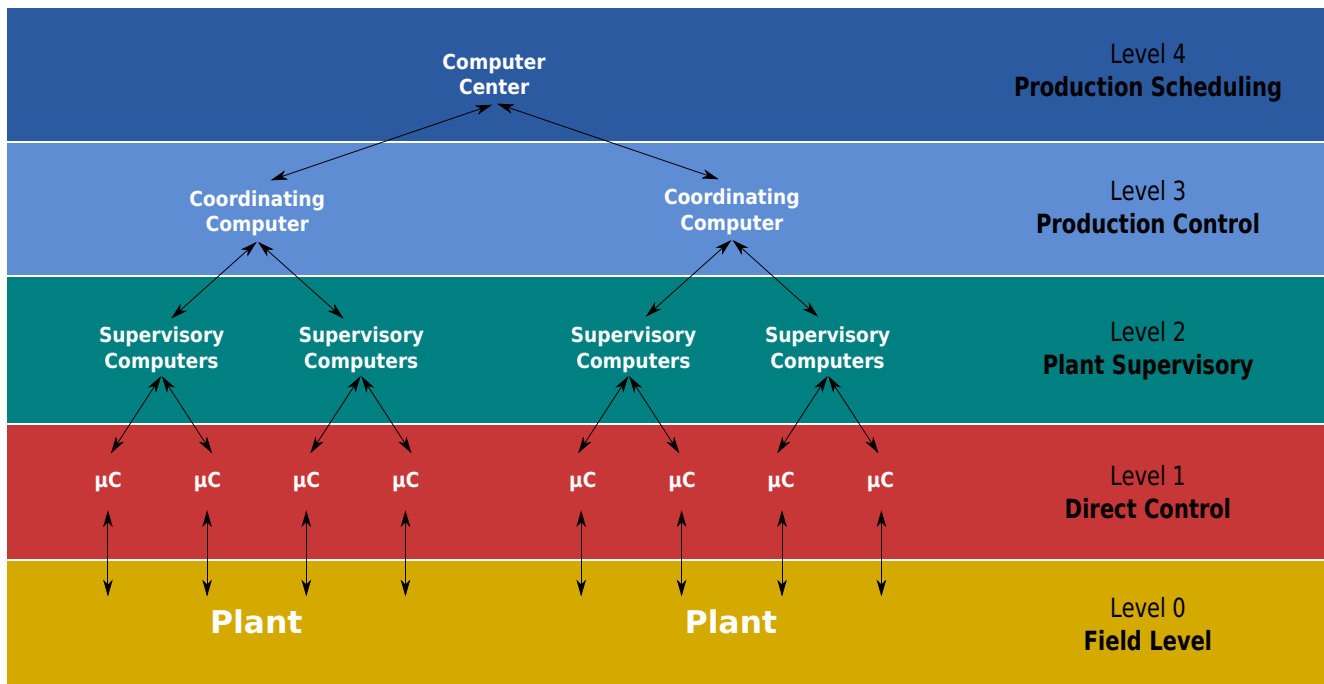 Computer
Center
Level 4
Production Scheduling
Coordinating
Computer
Coordinating
Computer
Level 3
Production Control
Supervisory
Computers
Supervisory
Computers
Supervisory
Computers
Supervisory
Computers
Level 2
Plant Supervisory
µC
µC
µC
µC
µC
µC
µC
µC
Level 1
Direct Control
Plant
Plant
Level 0
Field Level